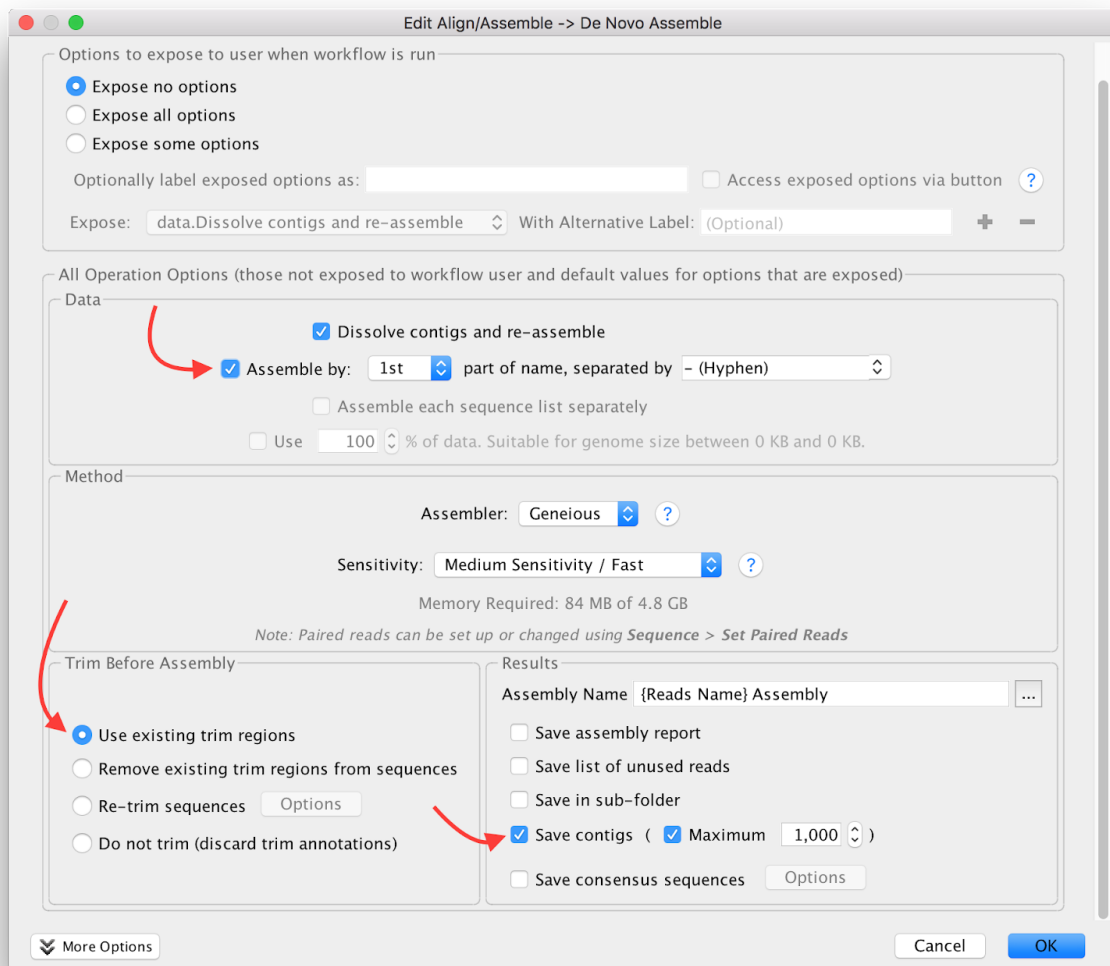 Edit Align/Assemble -> De Novo Assemble
Options to expose to user when workflow is run
Expose no options
Expose all options
Expose some options
Optionally label exposed options as: Access exposed options via button ?
Expose: data.Dissolve contigs and re-assemble With Alternative Label: (Optional) + −
All Operation Options (those not exposed to workflow user and default values for options that are exposed)
Data
Dissolve contigs and re-assemble
Assemble by: 1st part of name, separated by - (Hyphen)
Assemble each sequence list separately
Use 100 % of data. Suitable for genome size between 0 KB and 0 KB.
Method
Assembler: Geneious ?
Sensitivity: Medium Sensitivity / Fast ?
Memory Required: 84 MB of 4.8 GB
Note: Paired reads can be set up or changed using Sequence > Set Paired Reads
Trim Before Assembly
Use existing trim regions
Remove existing trim regions from sequences
Re-trim sequences Options
Do not trim (discard trim annotations)
Results
Assembly Name {Reads Name} Assembly ...
Save assembly report
Save list of unused reads
Save in sub-folder
Save contigs ( Maximum 1,000 )
Save consensus sequences Options
More Options Cancel OK